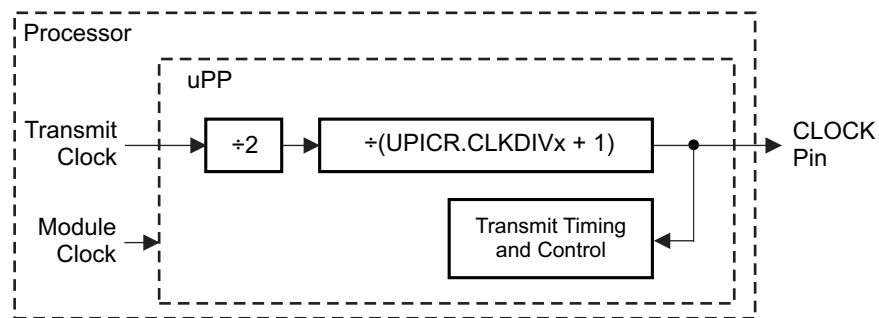 Processor
uPP
Transmit
Clock
÷2
÷(UPICR.CLKDIVx + 1)
CLOCK
Pin
Module
Clock
Transmit Timing
and Control